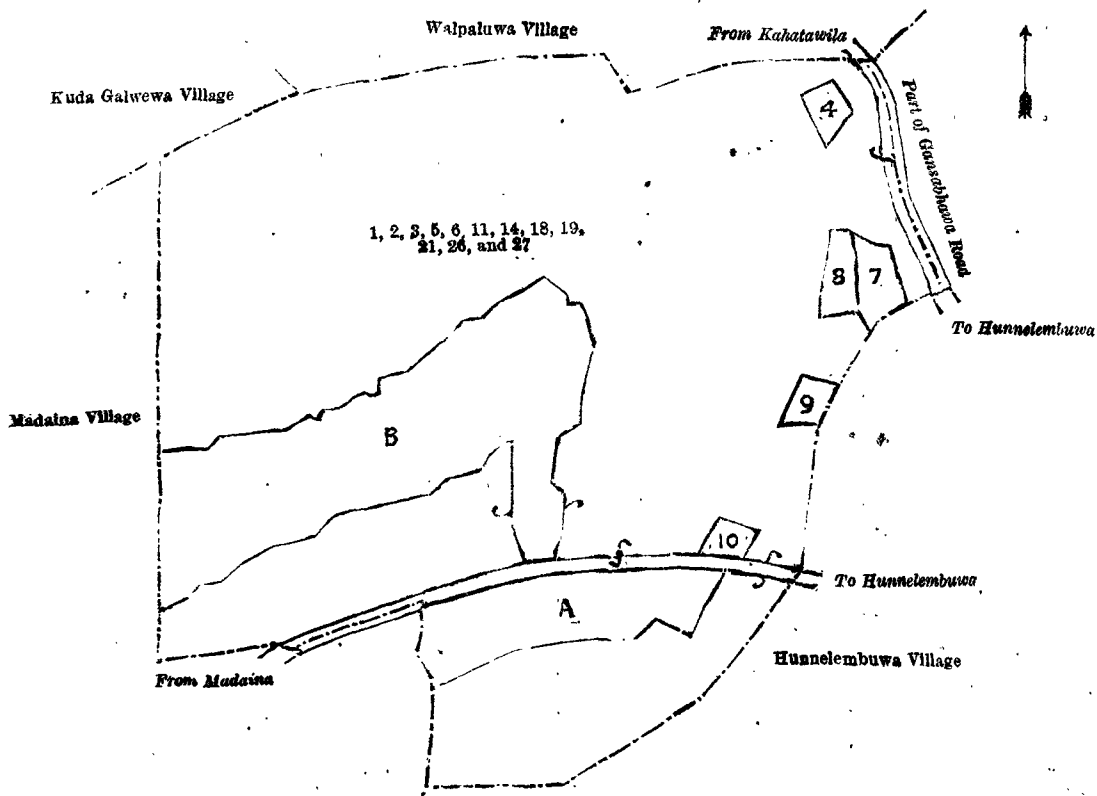 Walpaluwa Village
From Kahatawila
Kuda Galwewa Village
4
Part of Gansabhawa Road
1, 2, 3, 5, 6, 11, 14, 18, 19,
21, 26, and 27
8
7
To Hunnelembuwa
Madaina Village
9
B
10
To Hunnelembuwa
A
Hunnelembuwa Village
From Madaina